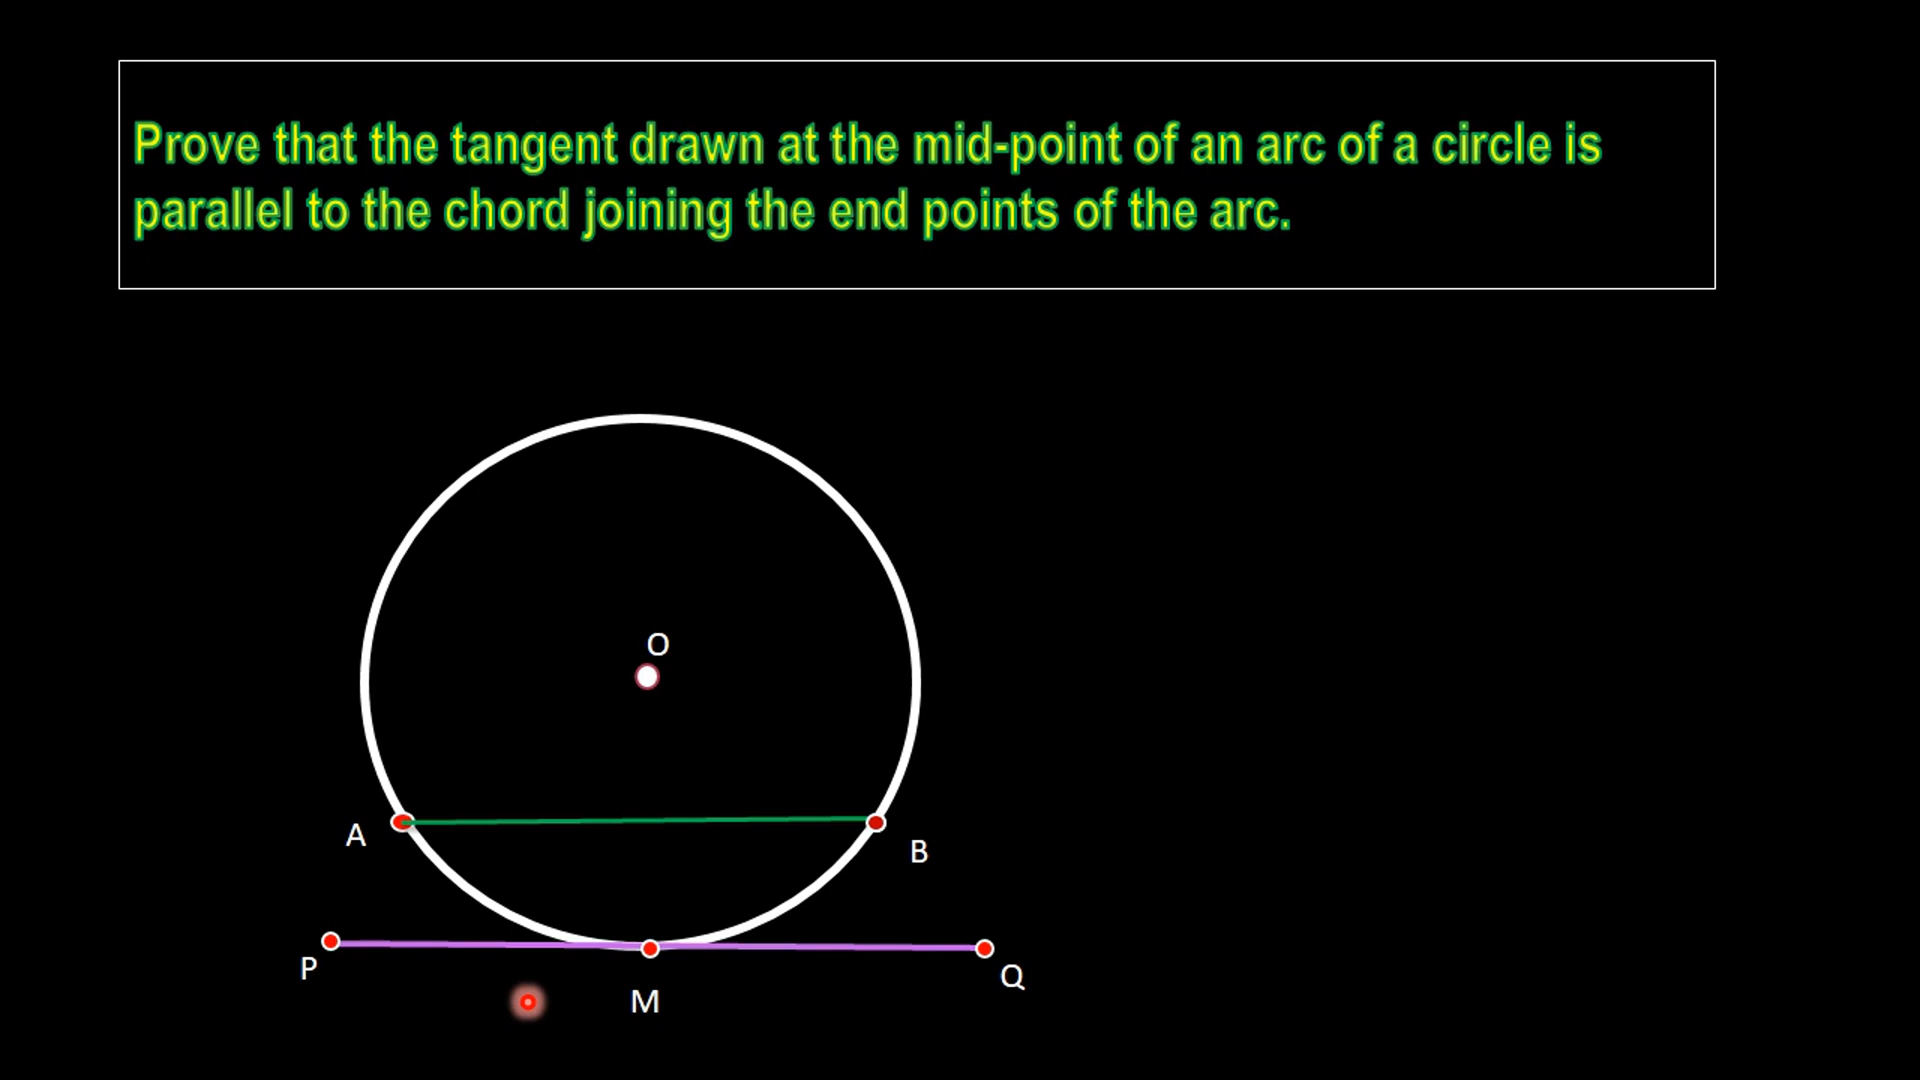 Prove that the tangent drawn at the mid-point of an arc of a circle is
parallel to the chord joining the end points of the arc.
O
A
B
P
Q
M